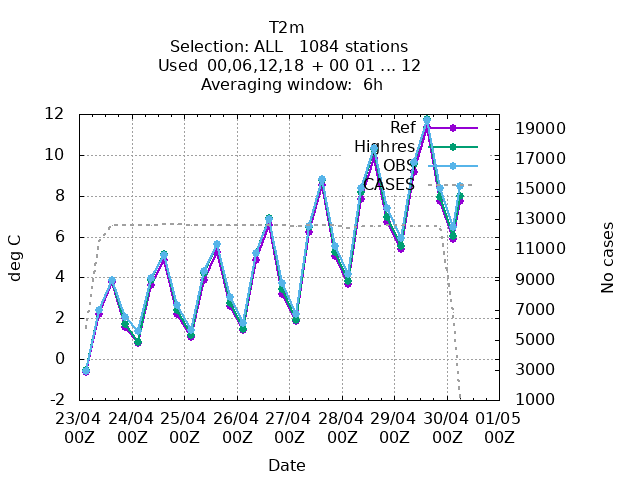 T2m
Selection: ALL   1084 stations
Used  00,06,12,18  + 00 01 ... 12
Averaging window:  6h
deg C
12
10
8
6
4
2
0
-2
Ref
Highres
OBS
CASES
19000
17000
15000
13000
11000
9000
7000
5000
3000
1000
No cases
23/04 24/04 25/04 26/04 27/04 28/04 29/04 30/04 01/05
00Z 00Z 00Z 00Z 00Z 00Z 00Z 00Z 00Z
Date